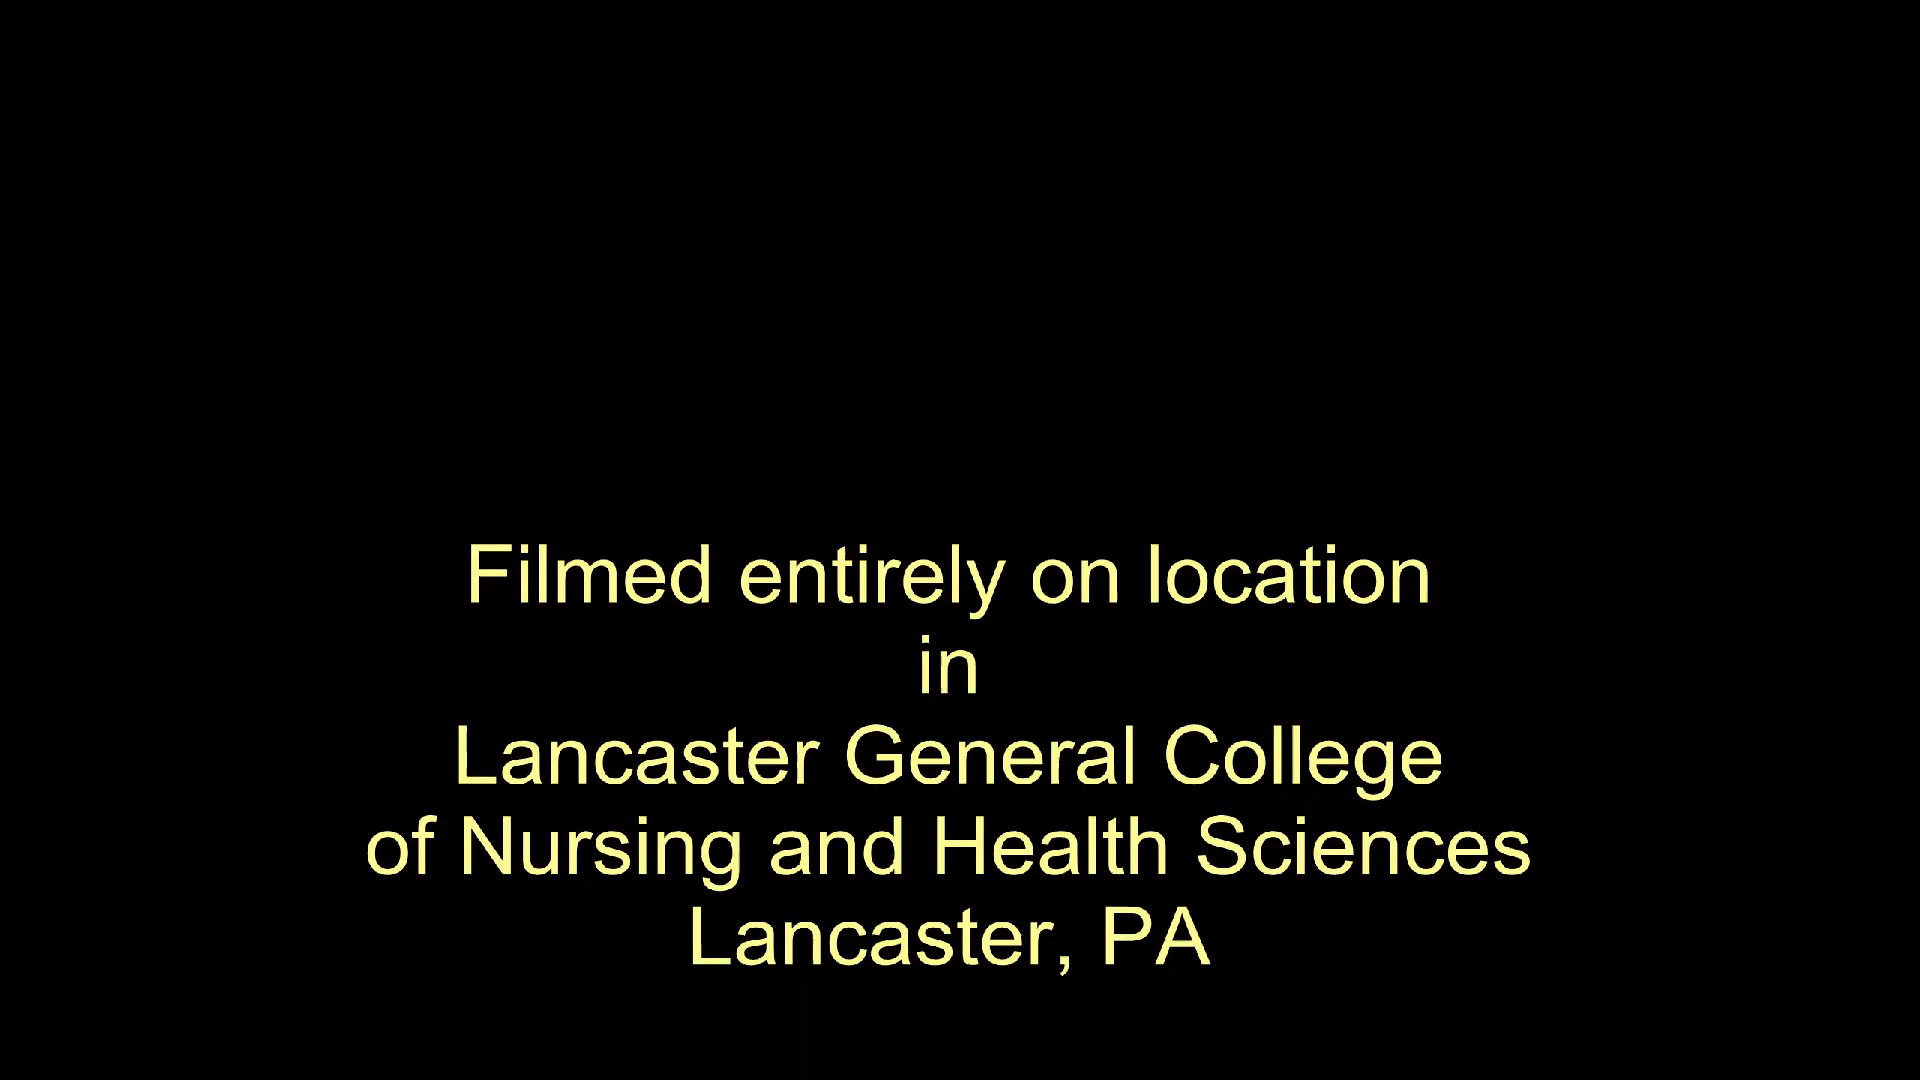 Filmed entirely on location
in
Lancaster General College
of Nursing and Health Sciences
Lancaster, PA